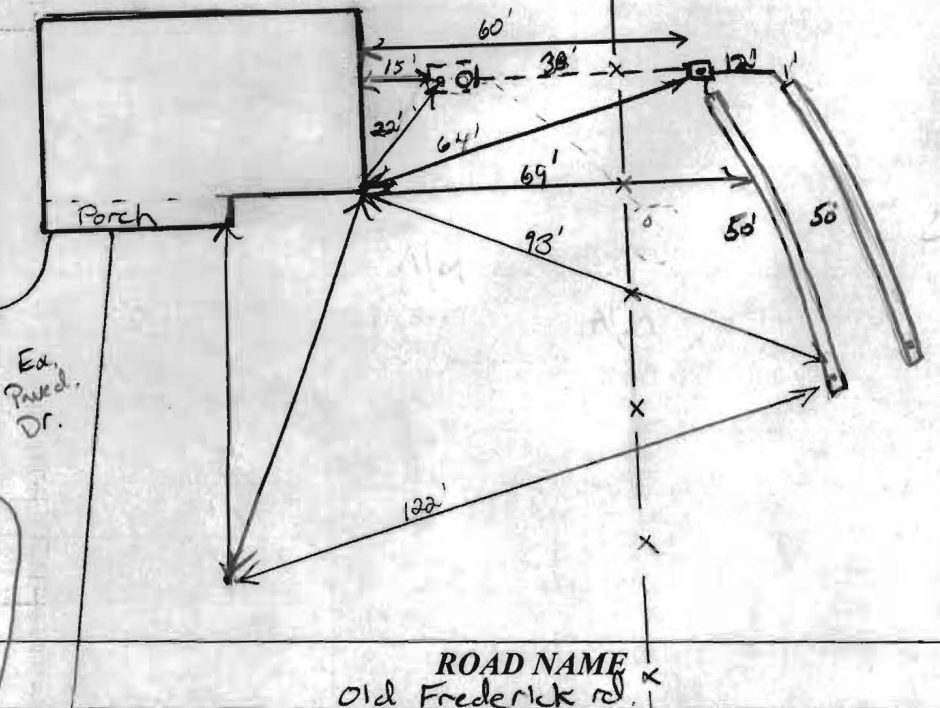 60'
15'
38'
12'
22'
64'
69'
Porch
50'
50'
93'
Ex.
Paved.
Dr.
122'
ROAD NAME
Old Frederick rd.